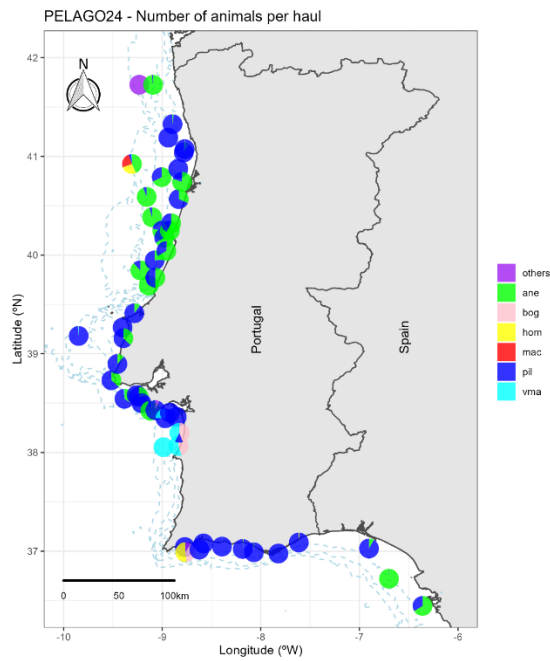 PELAGO24 - Number of animals per haul
N
42
41
40
39
38
37
Latitude (ºN)
Portugal
Spain
others
ane
bog
hom
mac
pil
vma
0 50 100km
-10 -9 -8 -7 -6
Longitude (ºW)